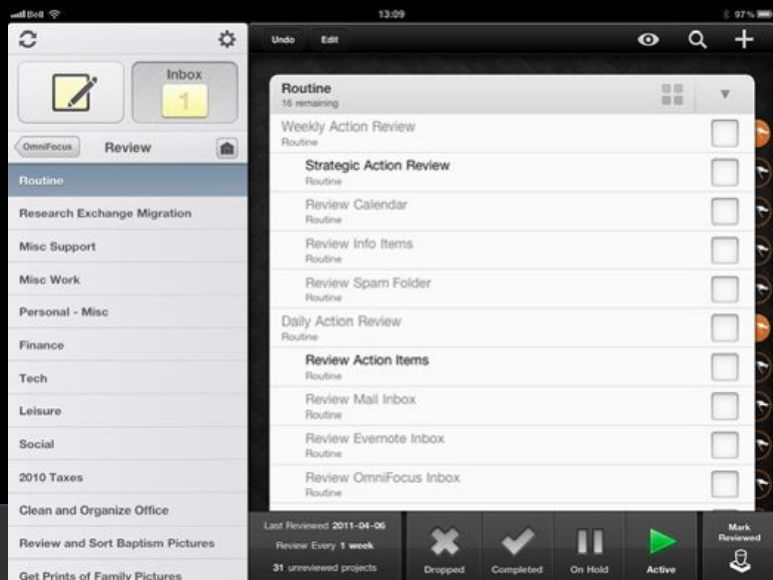 Bell
13:09
97%
Undo
Edit
Inbox
1
OmniFocus
Review
Routine
Research Exchange Migration
Misc Support
Misc Work
Personal - Misc
Finance
Tech
Leisure
Social
2010 Taxes
Clean and Organize Office
Review and Sort Baptism Pictures
Get Prints of Family Pictures
Routine
16 remaining
Weekly Action Review
Routine
Strategic Action Review
Routine
Review Calendar
Routine
Review Info Items
Routine
Review Spam Folder
Routine
Daily Action Review
Routine
Review Action Items
Routine
Review Mail Inbox
Routine
Review Evernote Inbox
Routine
Review OmniFocus Inbox
Routine
Last Reviewed 2011-04-06
Review Every 1 week
31 unreviewed projects
Dropped
Completed
On Hold
Active
Mark
Reviewed